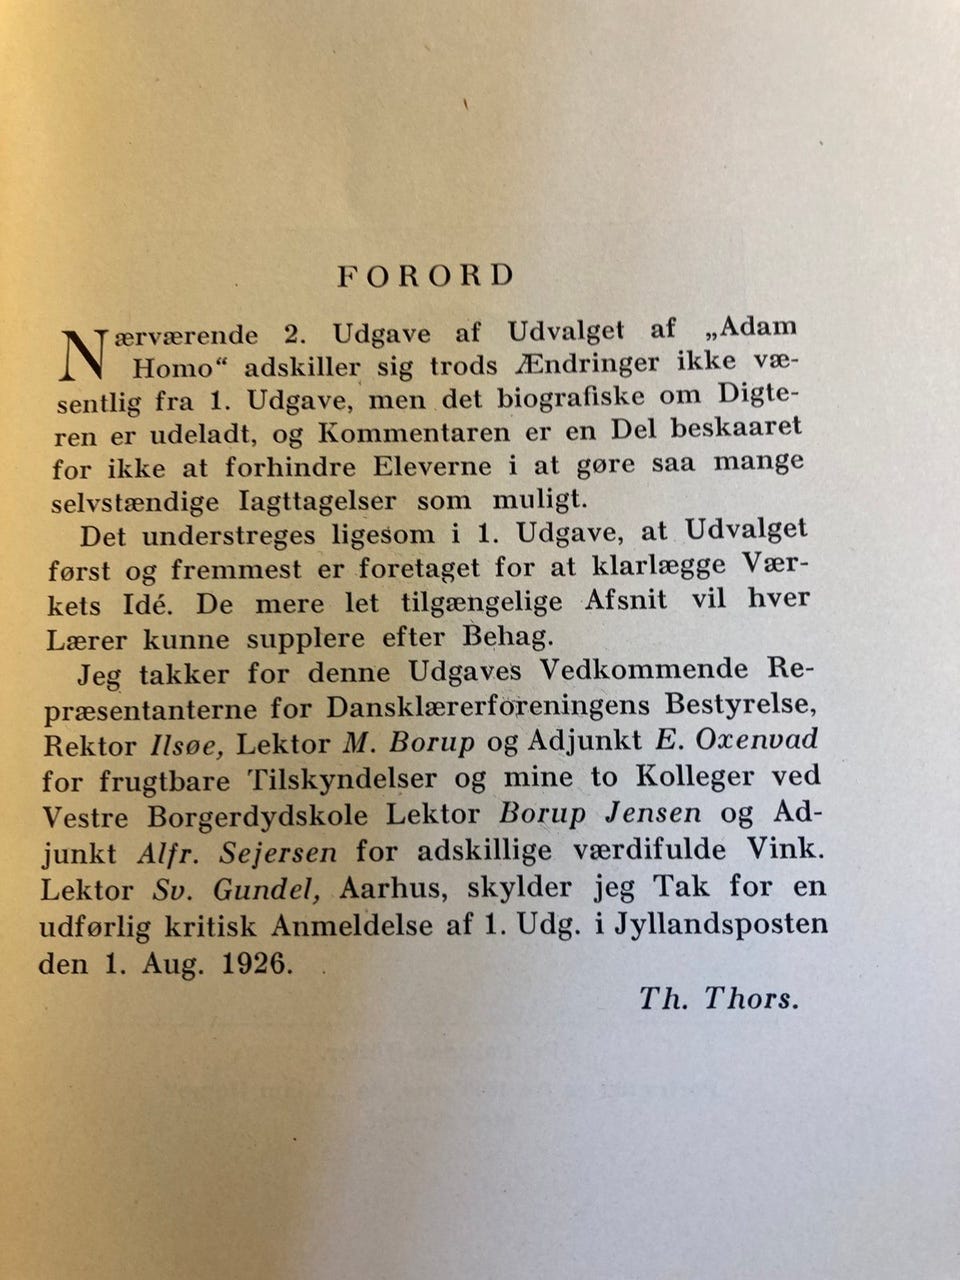 FORORD
Nærværende 2. Udgave af Udvalget af „Adam
Homo“ adskiller sig trods Ændringer ikke væ-
sentlig fra 1. Udgave, men det biografiske om Digte-
ren er udeladt, og Kommentaren er en Del beskaaret
for ikke at forhindre Eleverne i at gøre saa mange
selvstændige Iagttagelser som muligt.
Det understreges ligesom i 1. Udgave, at Udvalget
først og fremmest er foretaget for at klarlægge Vær-
kets Idé. De mere let tilgængelige Afsnit vil hver
Lærer kunne supplere efter Behag.
Jeg takker for denne Udgaves Vedkommende Re-
præsentanterne for Dansklærerforeningens Bestyrelse,
Rektor Ilsøe, Lektor M. Borup og Adjunkt E. Oxenvad
for frugtbare Tilskyndelser og mine to Kolleger ved
Vestre Borgerdydskole Lektor Borup Jensen og Ad-
junkt Alfr. Sejersen for adskillige værdifulde Vink.
Lektor Sv. Gundel, Aarhus, skylder jeg Tak for en
udførlig kritisk Anmeldelse af 1. Udg. i Jyllandsposten
den 1. Aug. 1926.
Th. Thors.